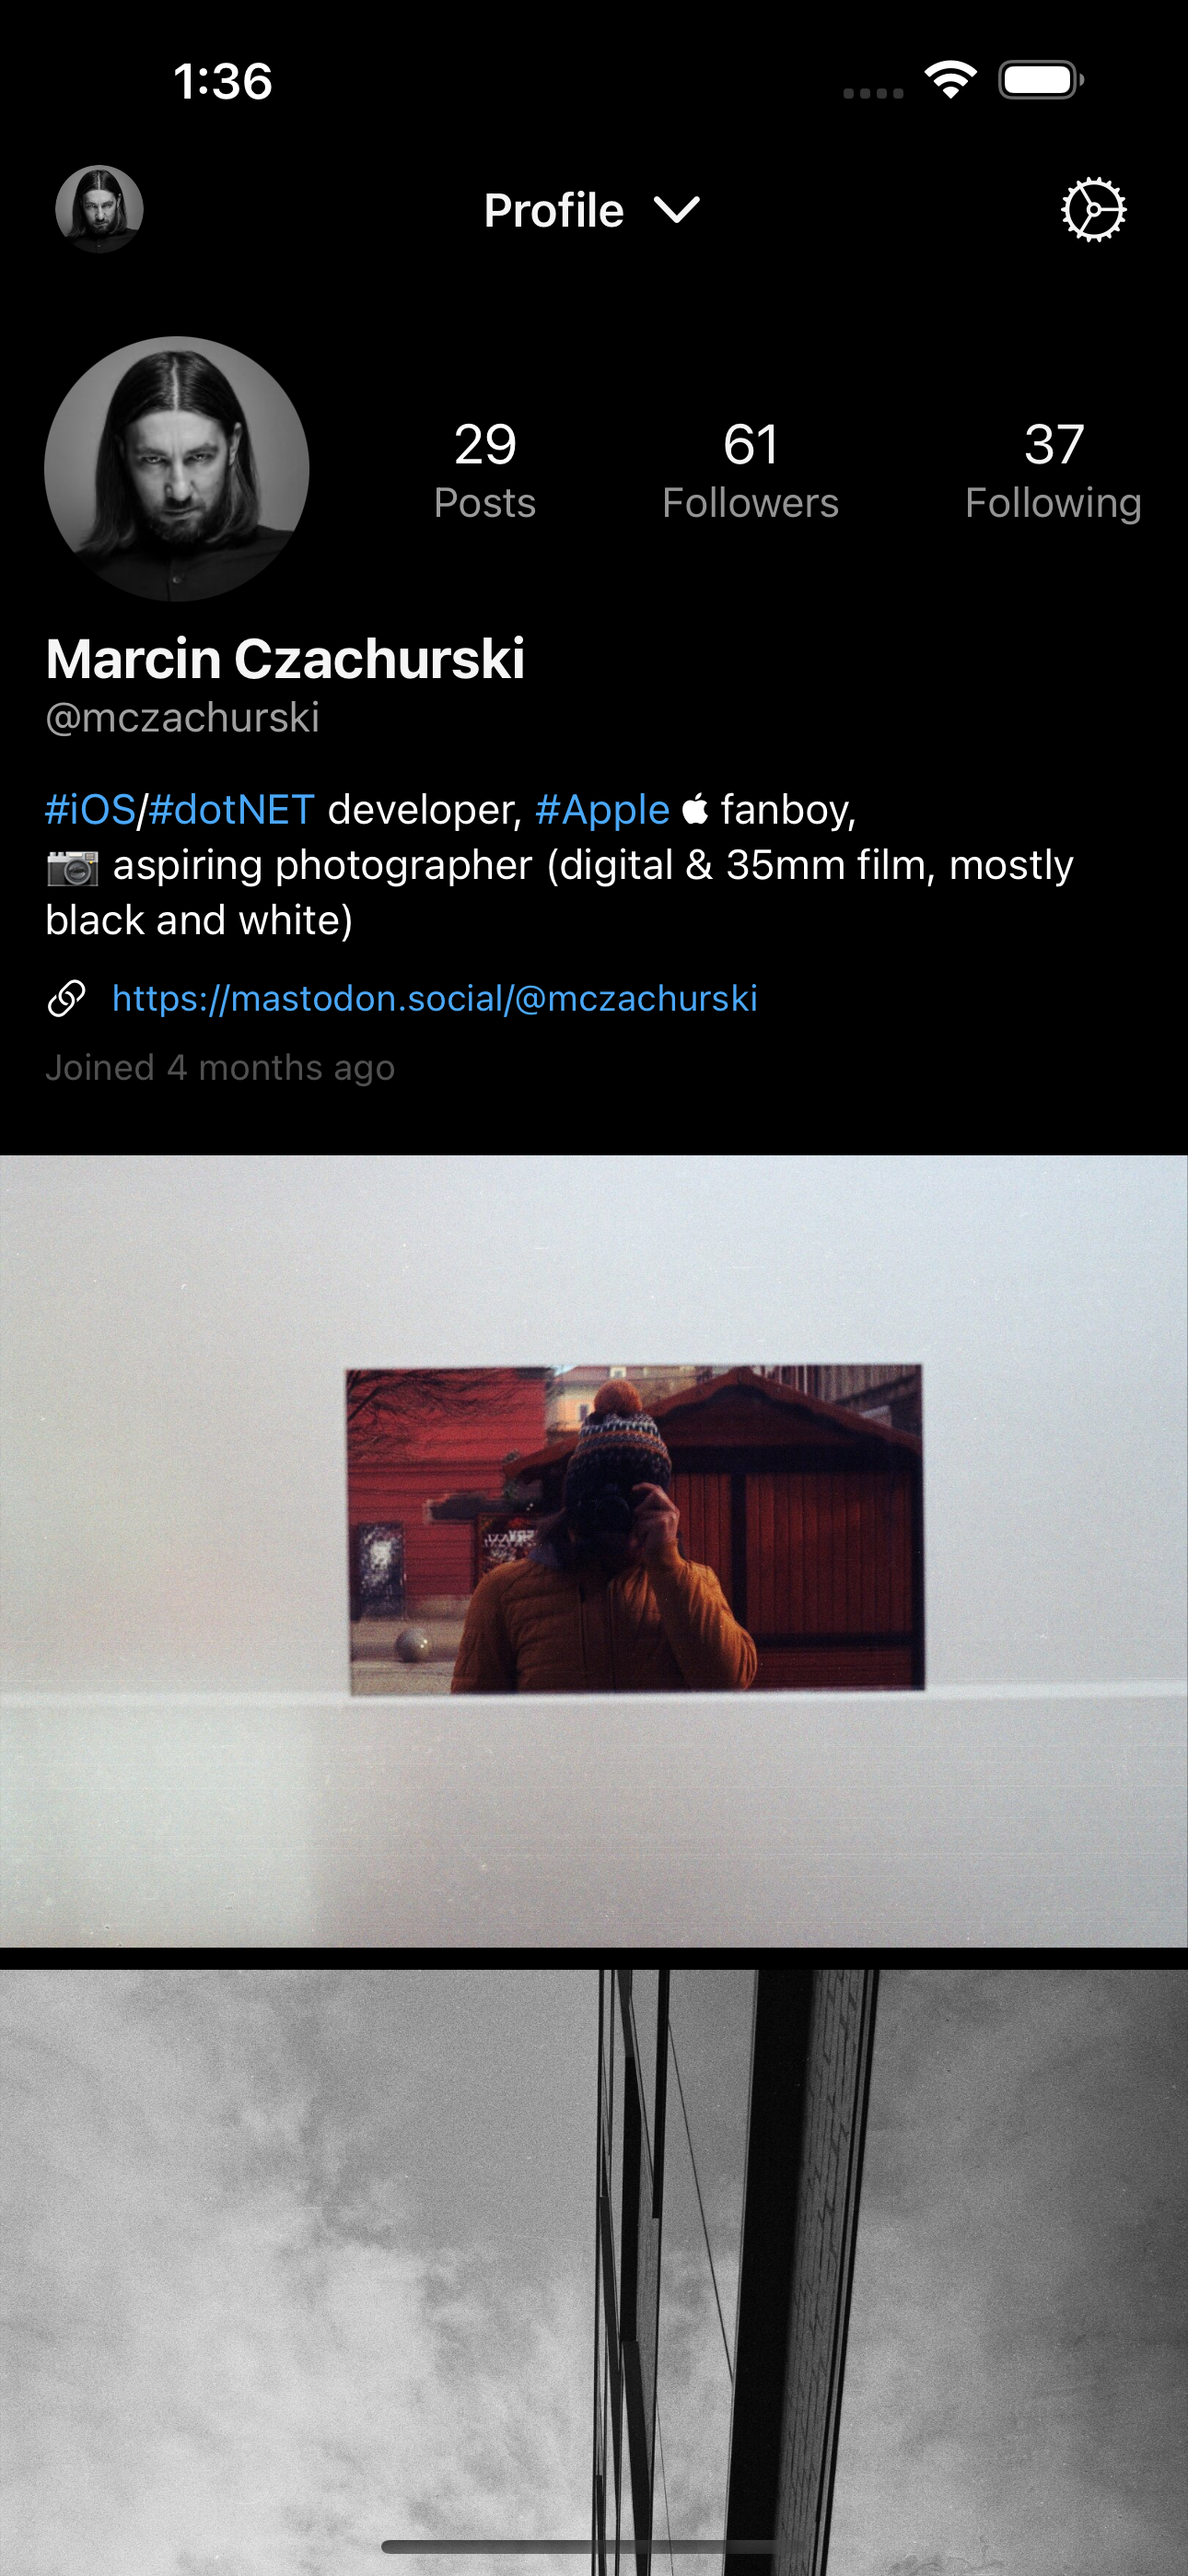 1:36
Profile
29 61 37
Posts Followers Following
Marcin Czachurski
@mczachurski
#iOS/#dotNET developer, #Apple  fanboy,
📷 aspiring photographer (digital & 35mm film, mostly
black and white)
https://mastodon.social/@mczachurski
Joined 4 months ago